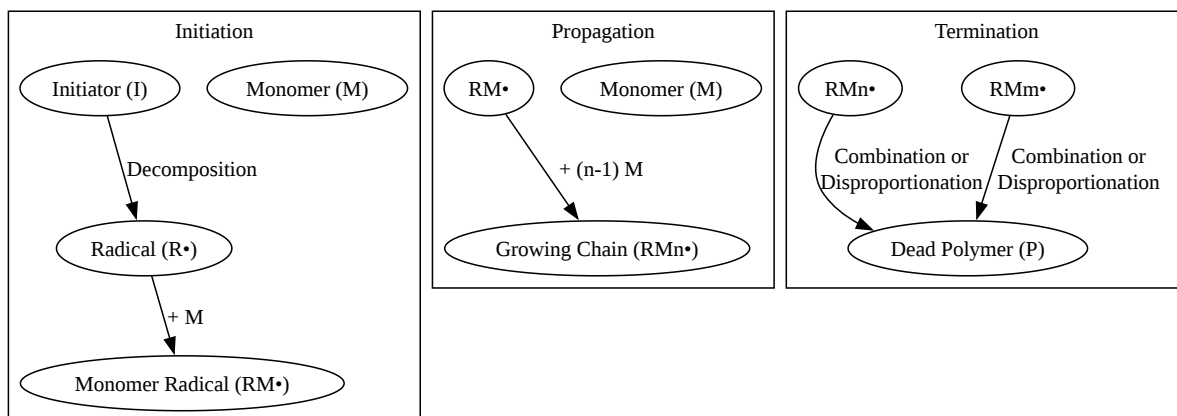 Initiation
Initiator (I)
Monomer (M)
Decomposition
Radical (R•)
+ M
Monomer Radical (RM•)
Propagation
RM•
Monomer (M)
+ (n-1) M
Growing Chain (RMn•)
Termination
RMn•
RMm•
Combination or
Disproportionation
Combination or
Disproportionation
Dead Polymer (P)